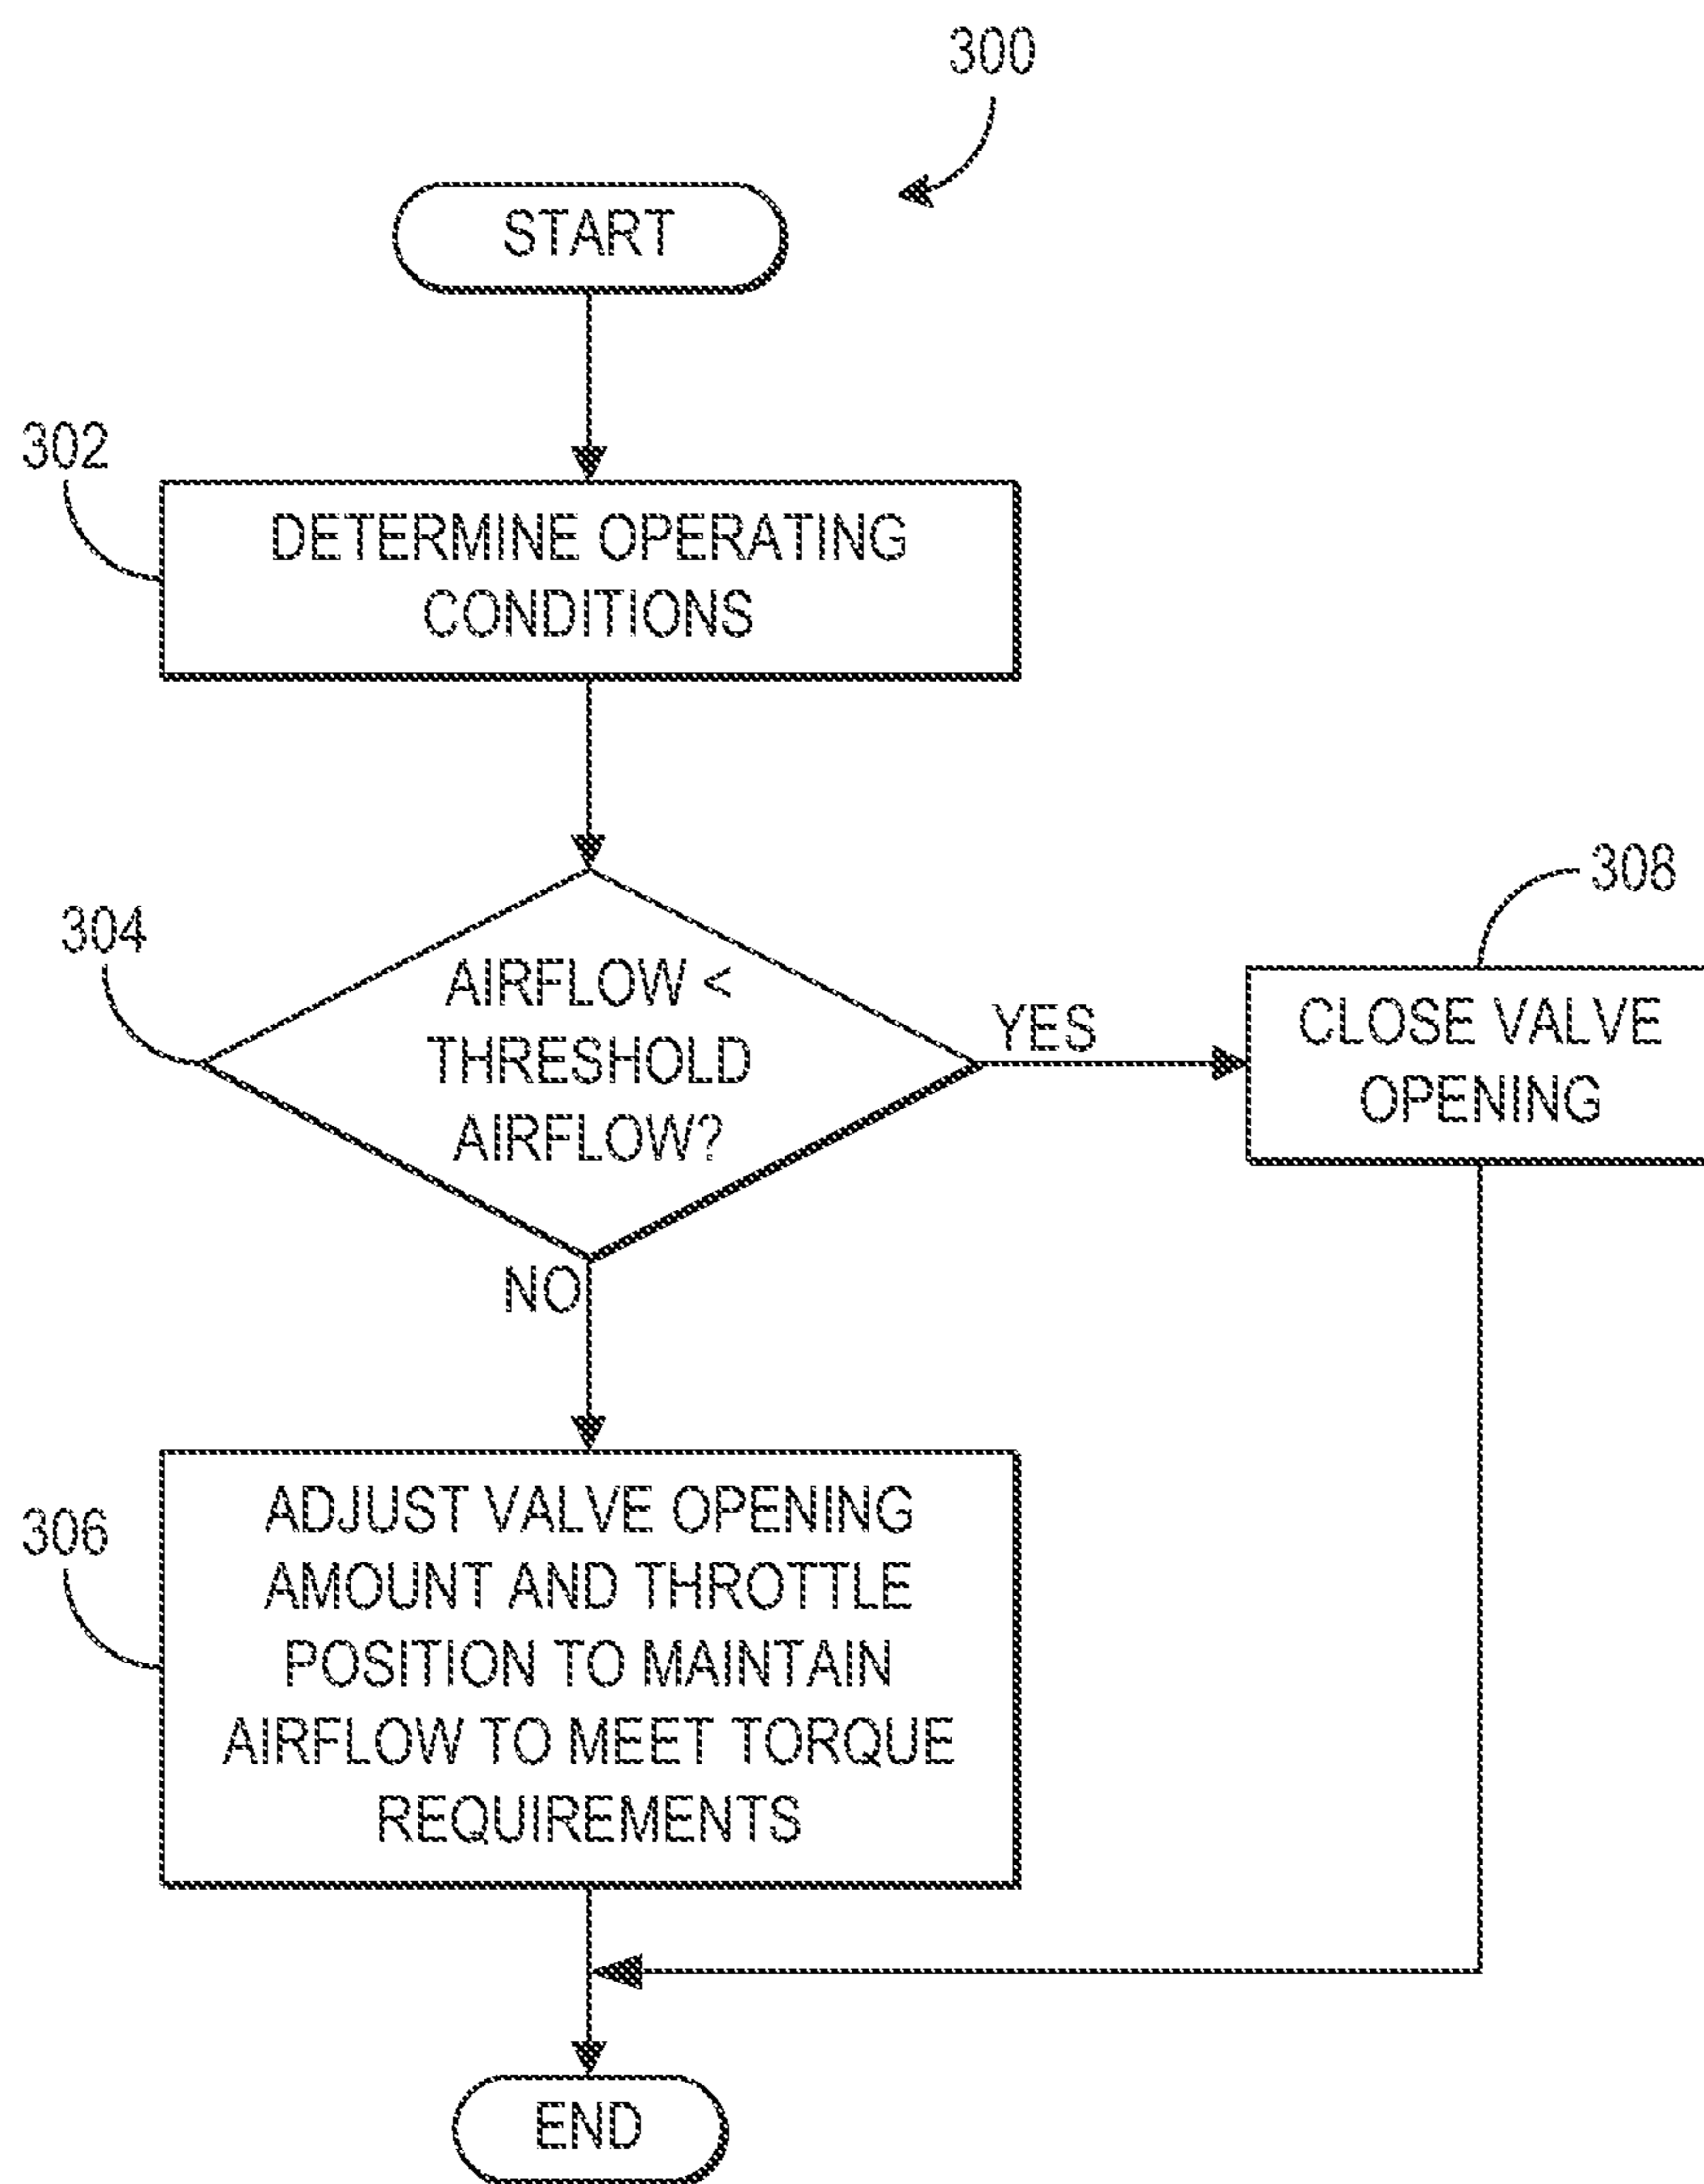 300
START
302
DETERMINE OPERATING
CONDITIONS
304
AIRFLOW <
THRESHOLD
AIRFLOW?
YES
308
CLOSE VALVE
OPENING
NO
306
ADJUST VALVE OPENING
AMOUNT AND THROTTLE
POSITION TO MAINTAIN
AIRFLOW TO MEET TORQUE
REQUIREMENTS
END